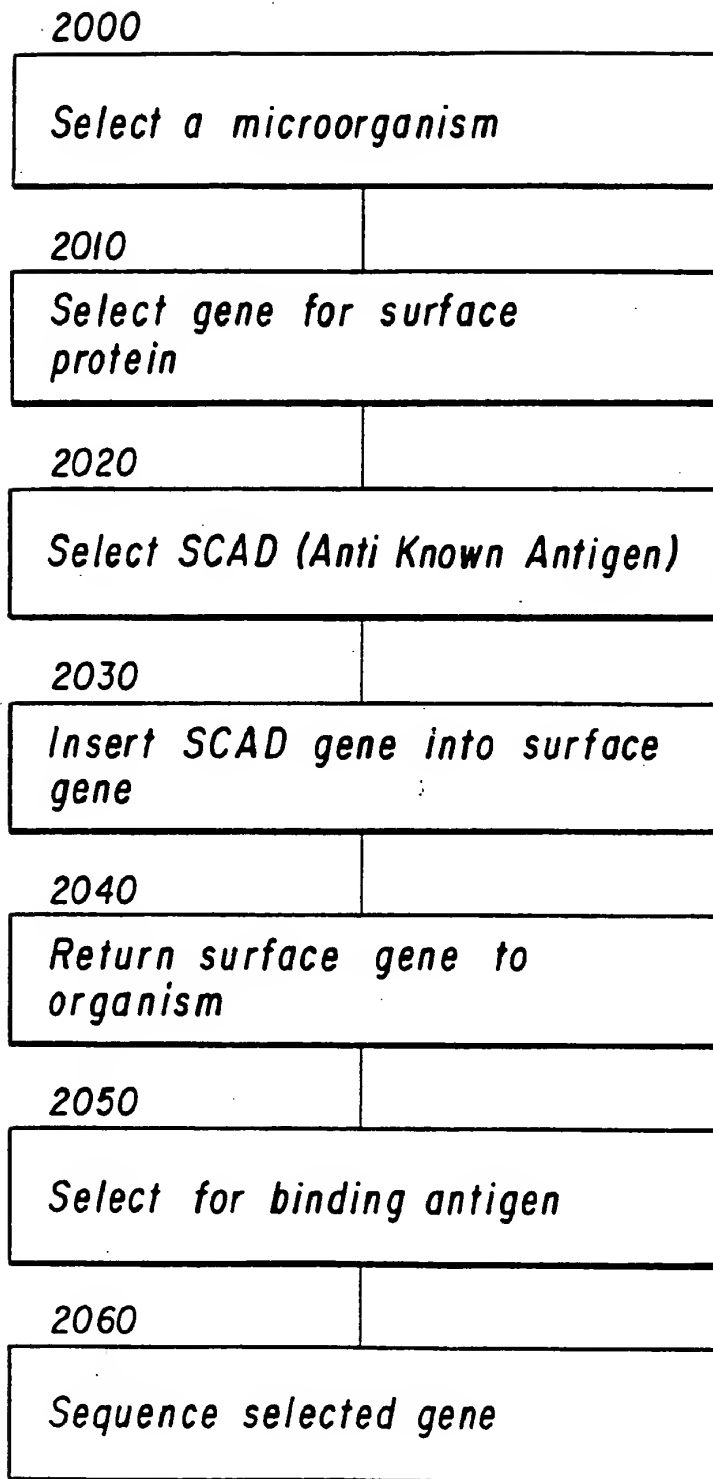 2000
Select a microorganism
2010
Select gene for surface
protein
2020
Select SCAD (Anti Known Antigen)
2030
Insert SCAD gene into surface
gene
2040
Return surface gene to
organism
2050
Select for binding antigen
2060
Sequence selected gene